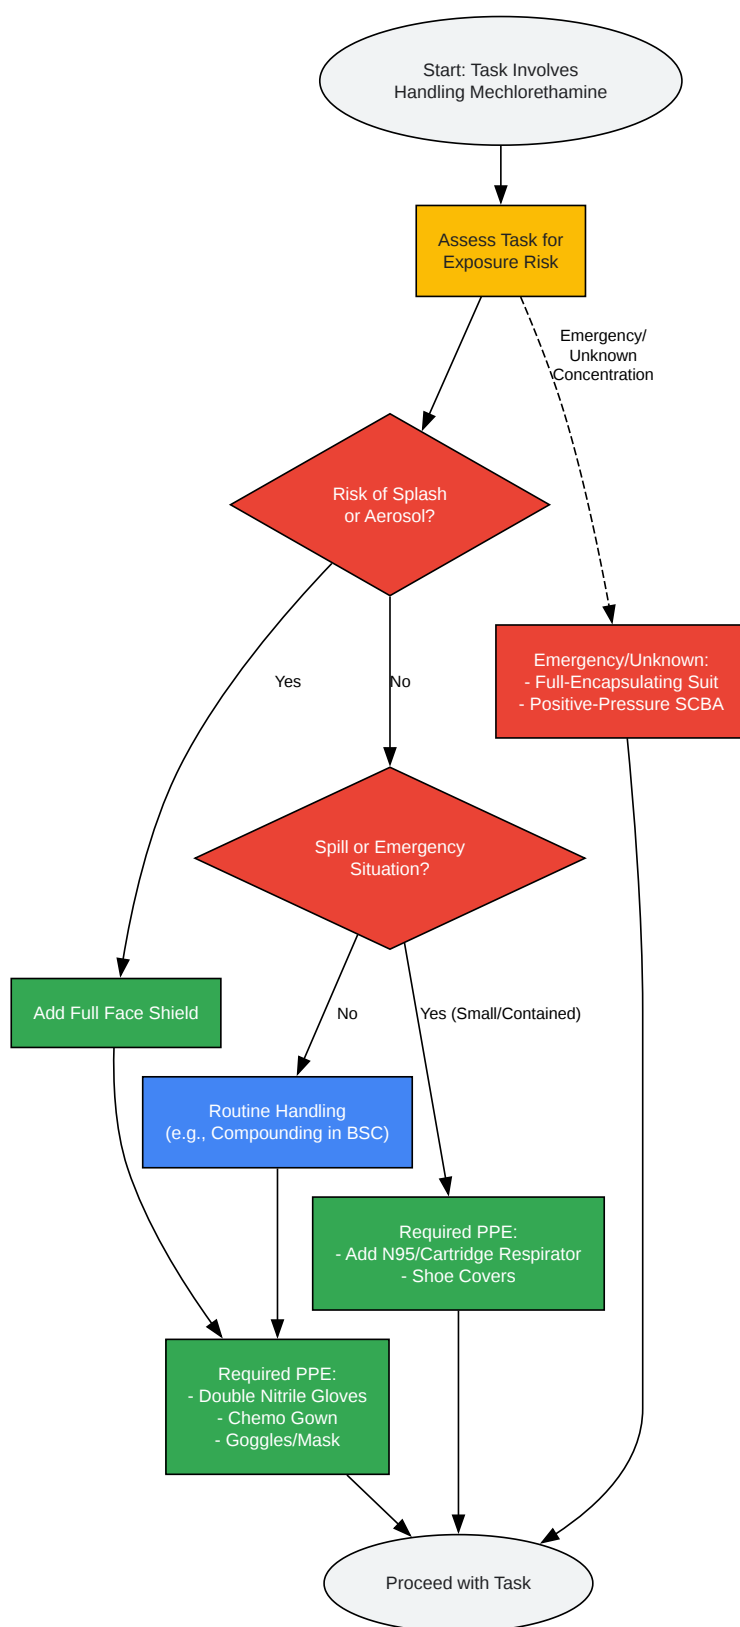 Start: Task Involves
Handling Mechlorethamine
Assess Task for
Exposure Risk
Emergency/
Unknown
Concentration
Risk of Splash
or Aerosol?
Emergency/Unknown:
- Full-Encapsulating Suit
- Positive-Pressure SCBA
Yes
No
Spill or Emergency
Situation?
Add Full Face Shield
No
Yes (Small/Contained)
Routine Handling
(e.g., Compounding in BSC)
Required PPE:
- Add N95/Cartridge Respirator
- Shoe Covers
Required PPE:
- Double Nitrile Gloves
- Chemo Gown
- Goggles/Mask
Proceed with Task